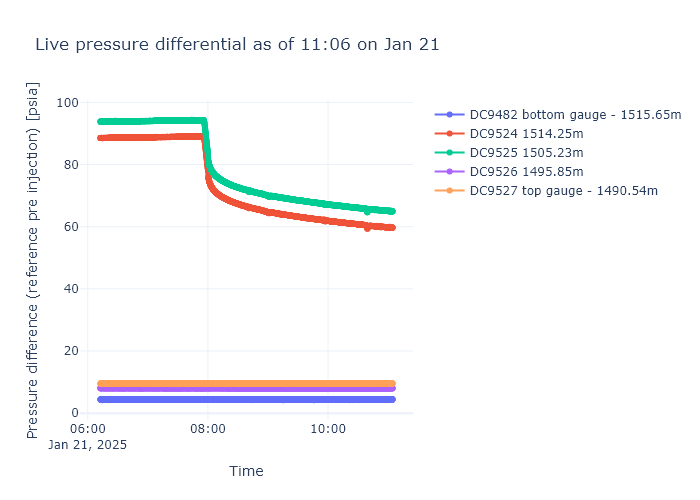 Live pressure differential as of 11:06 on Jan 21
Pressure difference (reference pre injection) [psia]
100
80
60
40
20
0
06:00
Jan 21, 2025
08:00
10:00
Time
DC9482 bottom gauge - 1515.65m
DC9524 1514.25m
DC9525 1505.23m
DC9526 1495.85m
DC9527 top gauge - 1490.54m